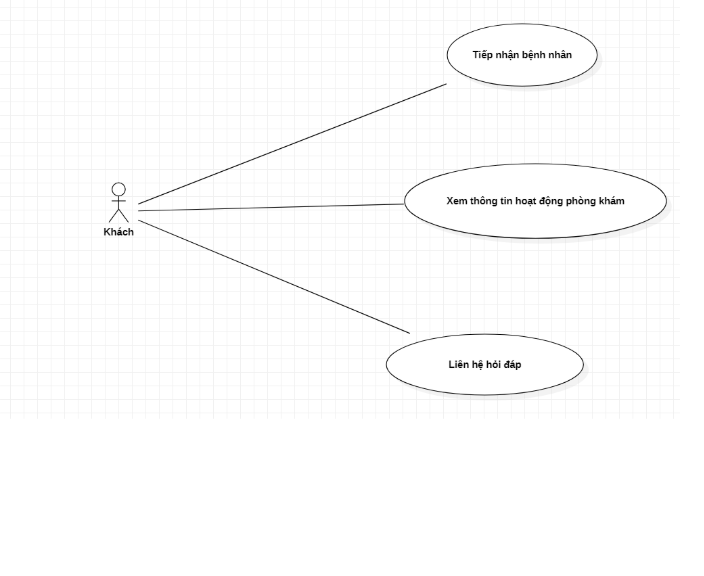 Tiếp nhận bệnh nhân
Xem thông tin hoạt động phòng khám
Khách
Liên hệ hỏi đáp